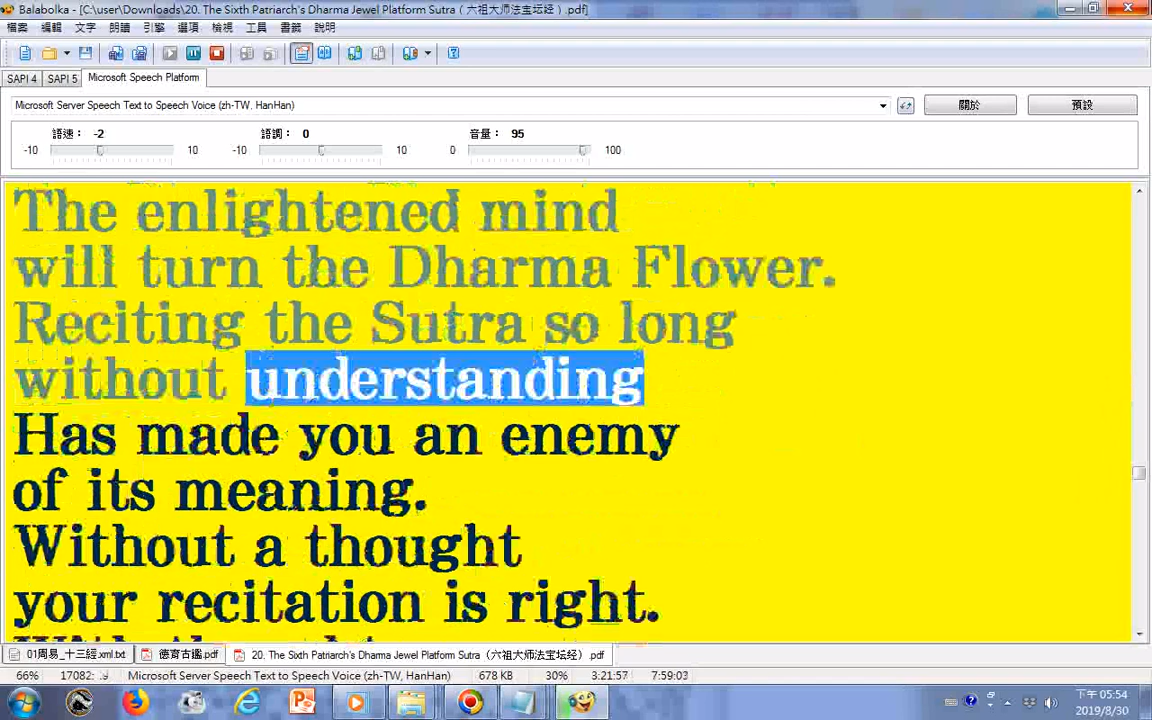 Balabolka - [C:\user\Downloads\20. The Sixth Patriarch's Dharma Jewel Platform Sutra（六祖大师法宝坛经）.pdf]
檔案 編輯 文字 朗讀 引擎 選項 檢視 工具 書籤 說明
SAPI 4 SAPI 5 Microsoft Speech Platform
Microsoft Server Speech Text to Speech Voice (zh-TW, HanHan) 關於 預設
語速： -2 語調： 0 音量： 95
-10 10 -10 10 0 100
The enlightened mind
will turn the Dharma Flower.
Reciting the Sutra so long
without understanding
Has made you an enemy
of its meaning.
Without a thought
your recitation is right.
01周易_十三經.xml.txt 德育古鑑.pdf 20. The Sixth Patriarch's Dharma Jewel Platform Sutra（六祖大师法宝坛经）.pdf
66% Microsoft Server Speech Text to Speech Voice (zh-TW, HanHan) 678 KB 30% 3:21:57 7:59:03
下午 05:54
2019/8/30